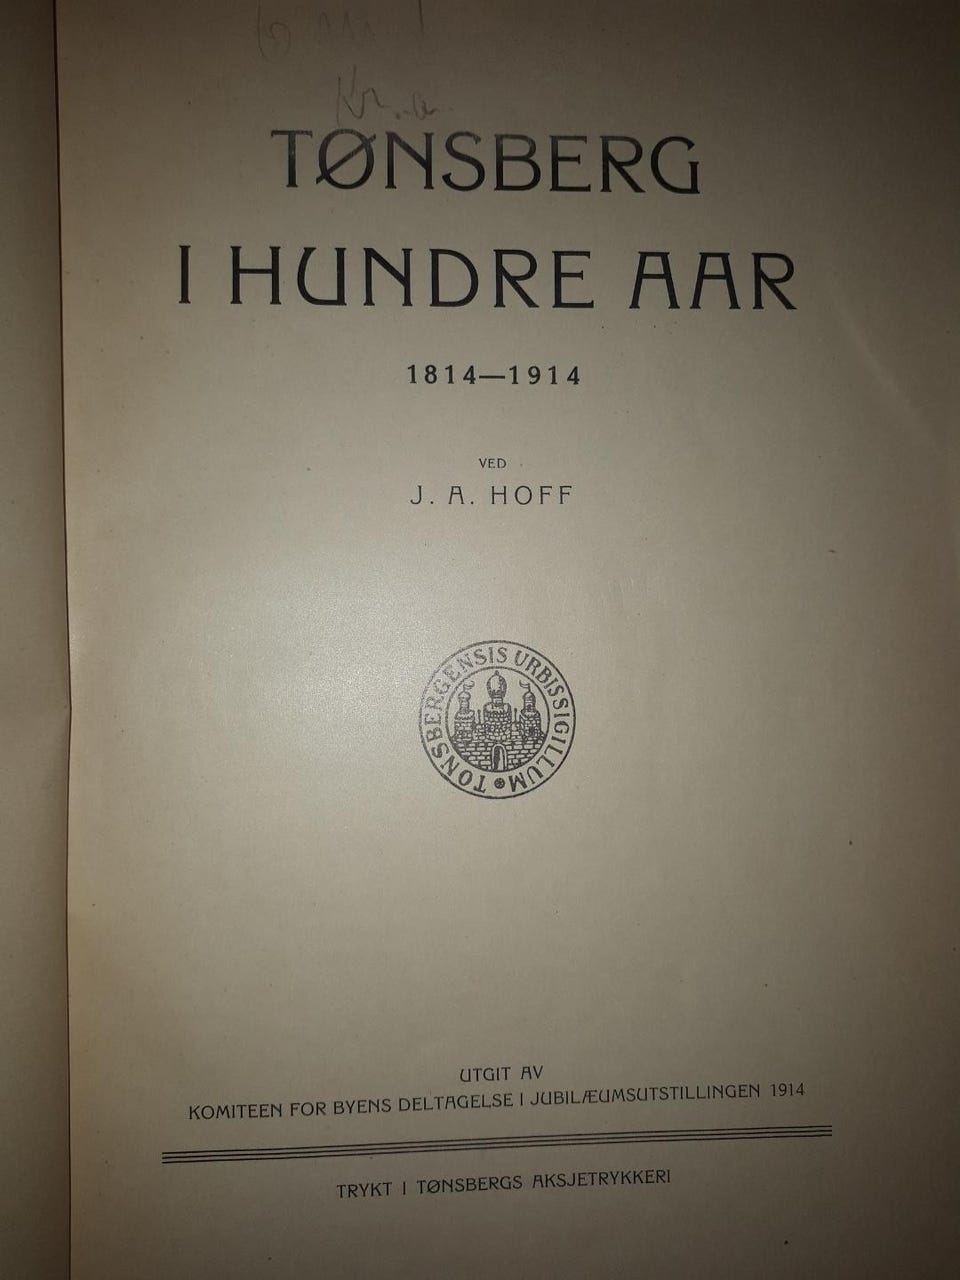 TØNSBERG
I HUNDRE AAR
1814—1914
VED
J. A. HOFF
TONSBERGENSIS URBIS SIGILLUM
UTGIT AV
KOMITEEN FOR BYENS DELTAGELSE I JUBILÆUMSUTSTILLINGEN 1914
TRYKT I TØNSBERGS AKSJETRYKKERI